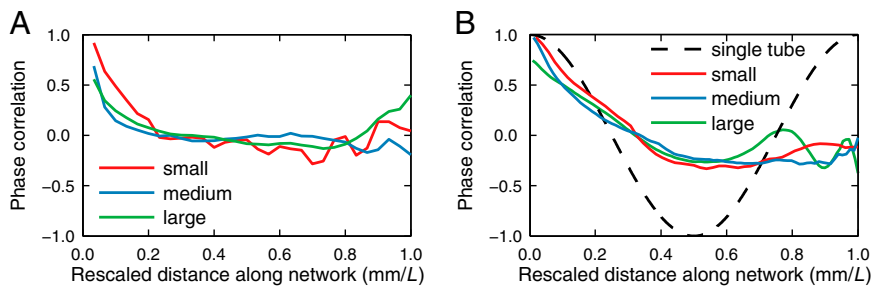 A
Phase correlation
1.0
0.5
0.0
−0.5
−1.0
small
medium
large
0.0
0.2
0.4
0.6
0.8
1.0
Rescaled distance along network (mm/L)
B
Phase correlation
1.0
0.5
0.0
−0.5
−1.0
single tube
small
medium
large
0.0
0.2
0.4
0.6
0.8
1.0
Rescaled distance along network (mm/L)